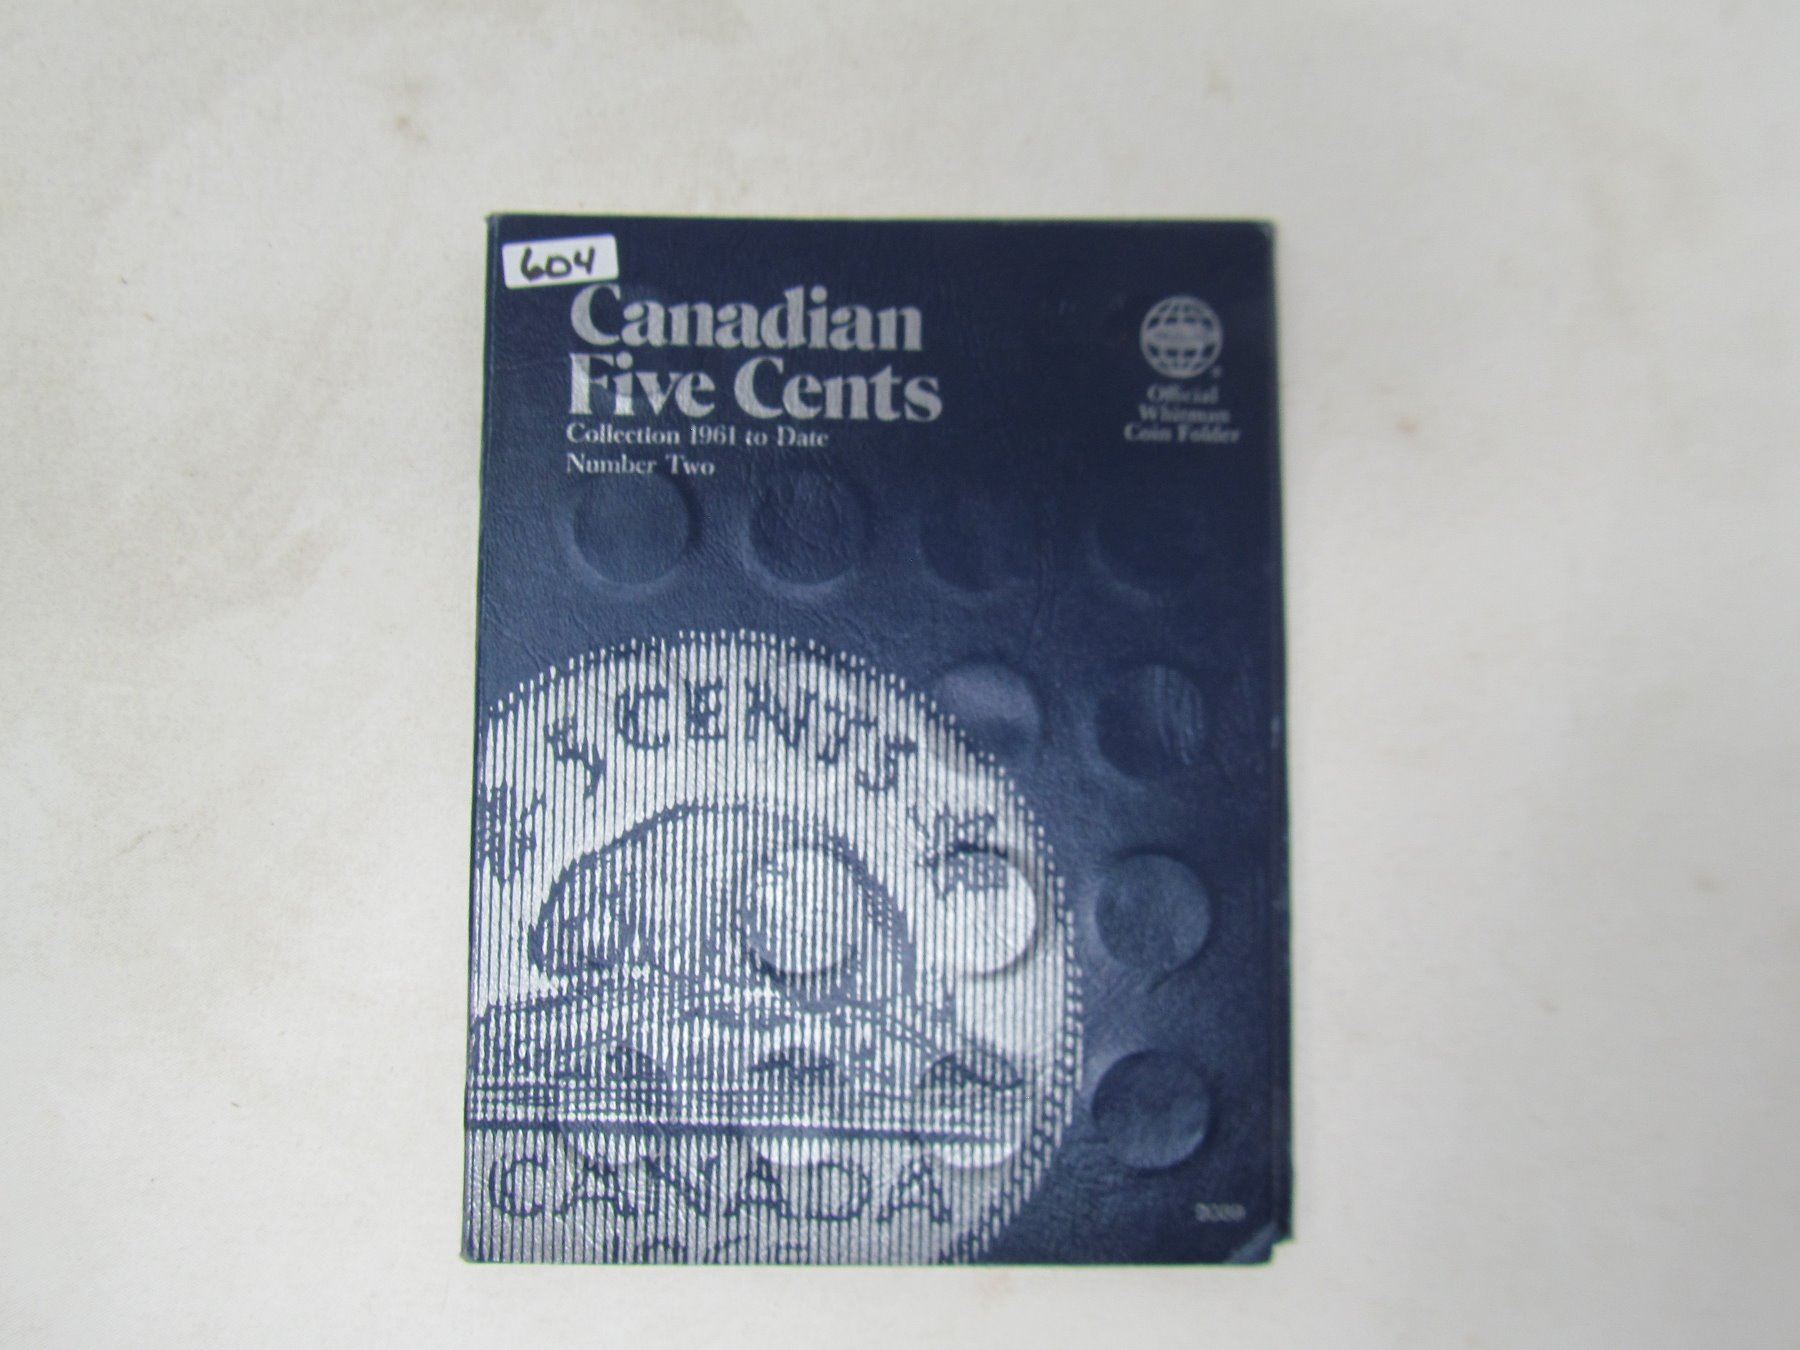 604
Canadian
Five Cents
Collection 1961 to Date
Number Two
Official
Whitman
Coin Folder
5 CENTS
CANADA